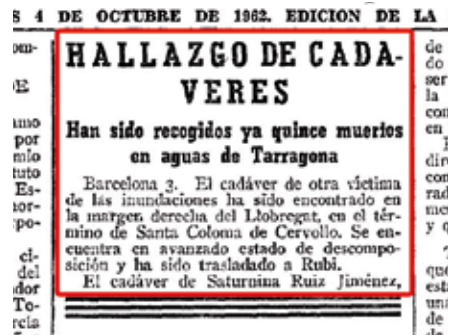 S 4 DE OCTUBRE DE 1962. EDICION DE LA
HALLAZGO DE CADA-
VERES
Han sido recogidos ya quince muertos
en aguas de Tarragona
Barcelona 3. El cadáver de otra víctima
de las inundaciones ha sido encontrado en
la margen derecha del Llobregat, en el tér-
mino de Santa Coloma de Cervollo. Se en-
cuentra en avanzado estado de descompo-
sición y ha sido trasladado a Rubí.
El cadáver de Saturnina Ruiz Jiménez,